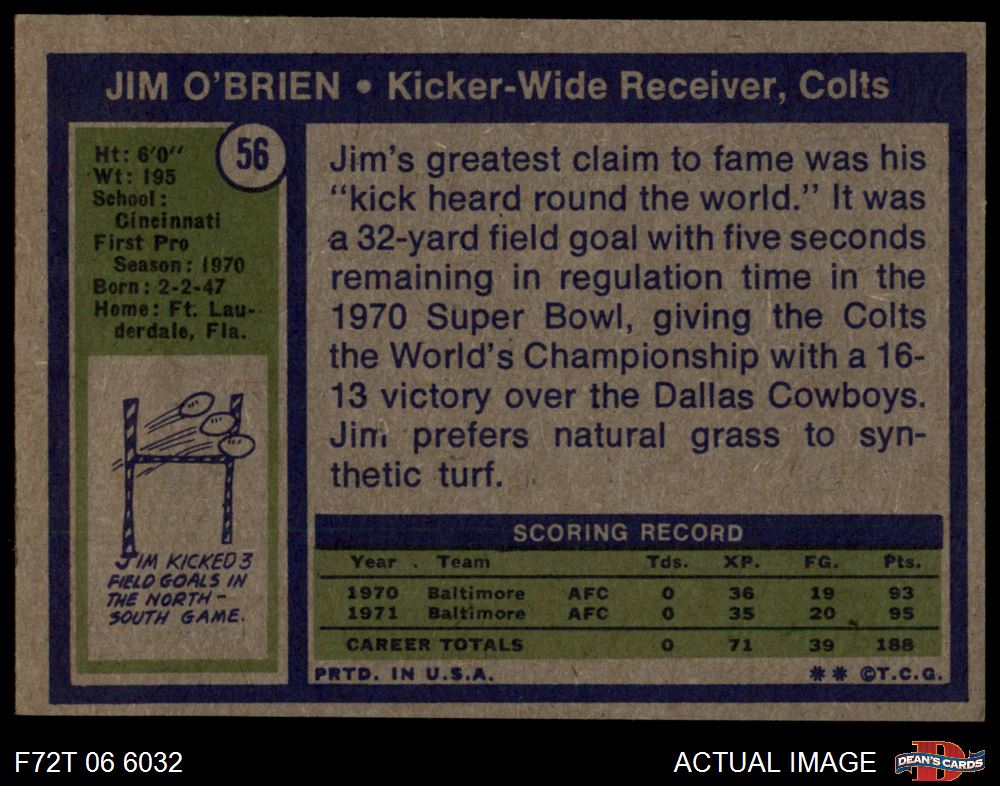 JIM O'BRIEN • Kicker-Wide Receiver, Colts
56
Ht: 6'0"
Wt: 195
School:
Cincinnati
First Pro
Season: 1970
Born: 2-2-47
Home: Ft. Lau-
derdale, Fla.
JIM KICKED 3
FIELD GOALS IN
THE NORTH-
SOUTH GAME.
Jim's greatest claim to fame was his
"kick heard round the world." It was
a 32-yard field goal with five seconds
remaining in regulation time in the
1970 Super Bowl, giving the Colts
the World's Championship with a 16-
13 victory over the Dallas Cowboys.
Jim prefers natural grass to syn-
thetic turf.
SCORING RECORD
Year Team Tds. XP. FG. Pts.
1970 Baltimore AFC 0 36 19 93
1971 Baltimore AFC 0 35 20 95
CAREER TOTALS 0 71 39 188
PRTD. IN U.S.A. ** ©T.C.G.
F72T 06 6032 ACTUAL IMAGE DEAN'S CARDS